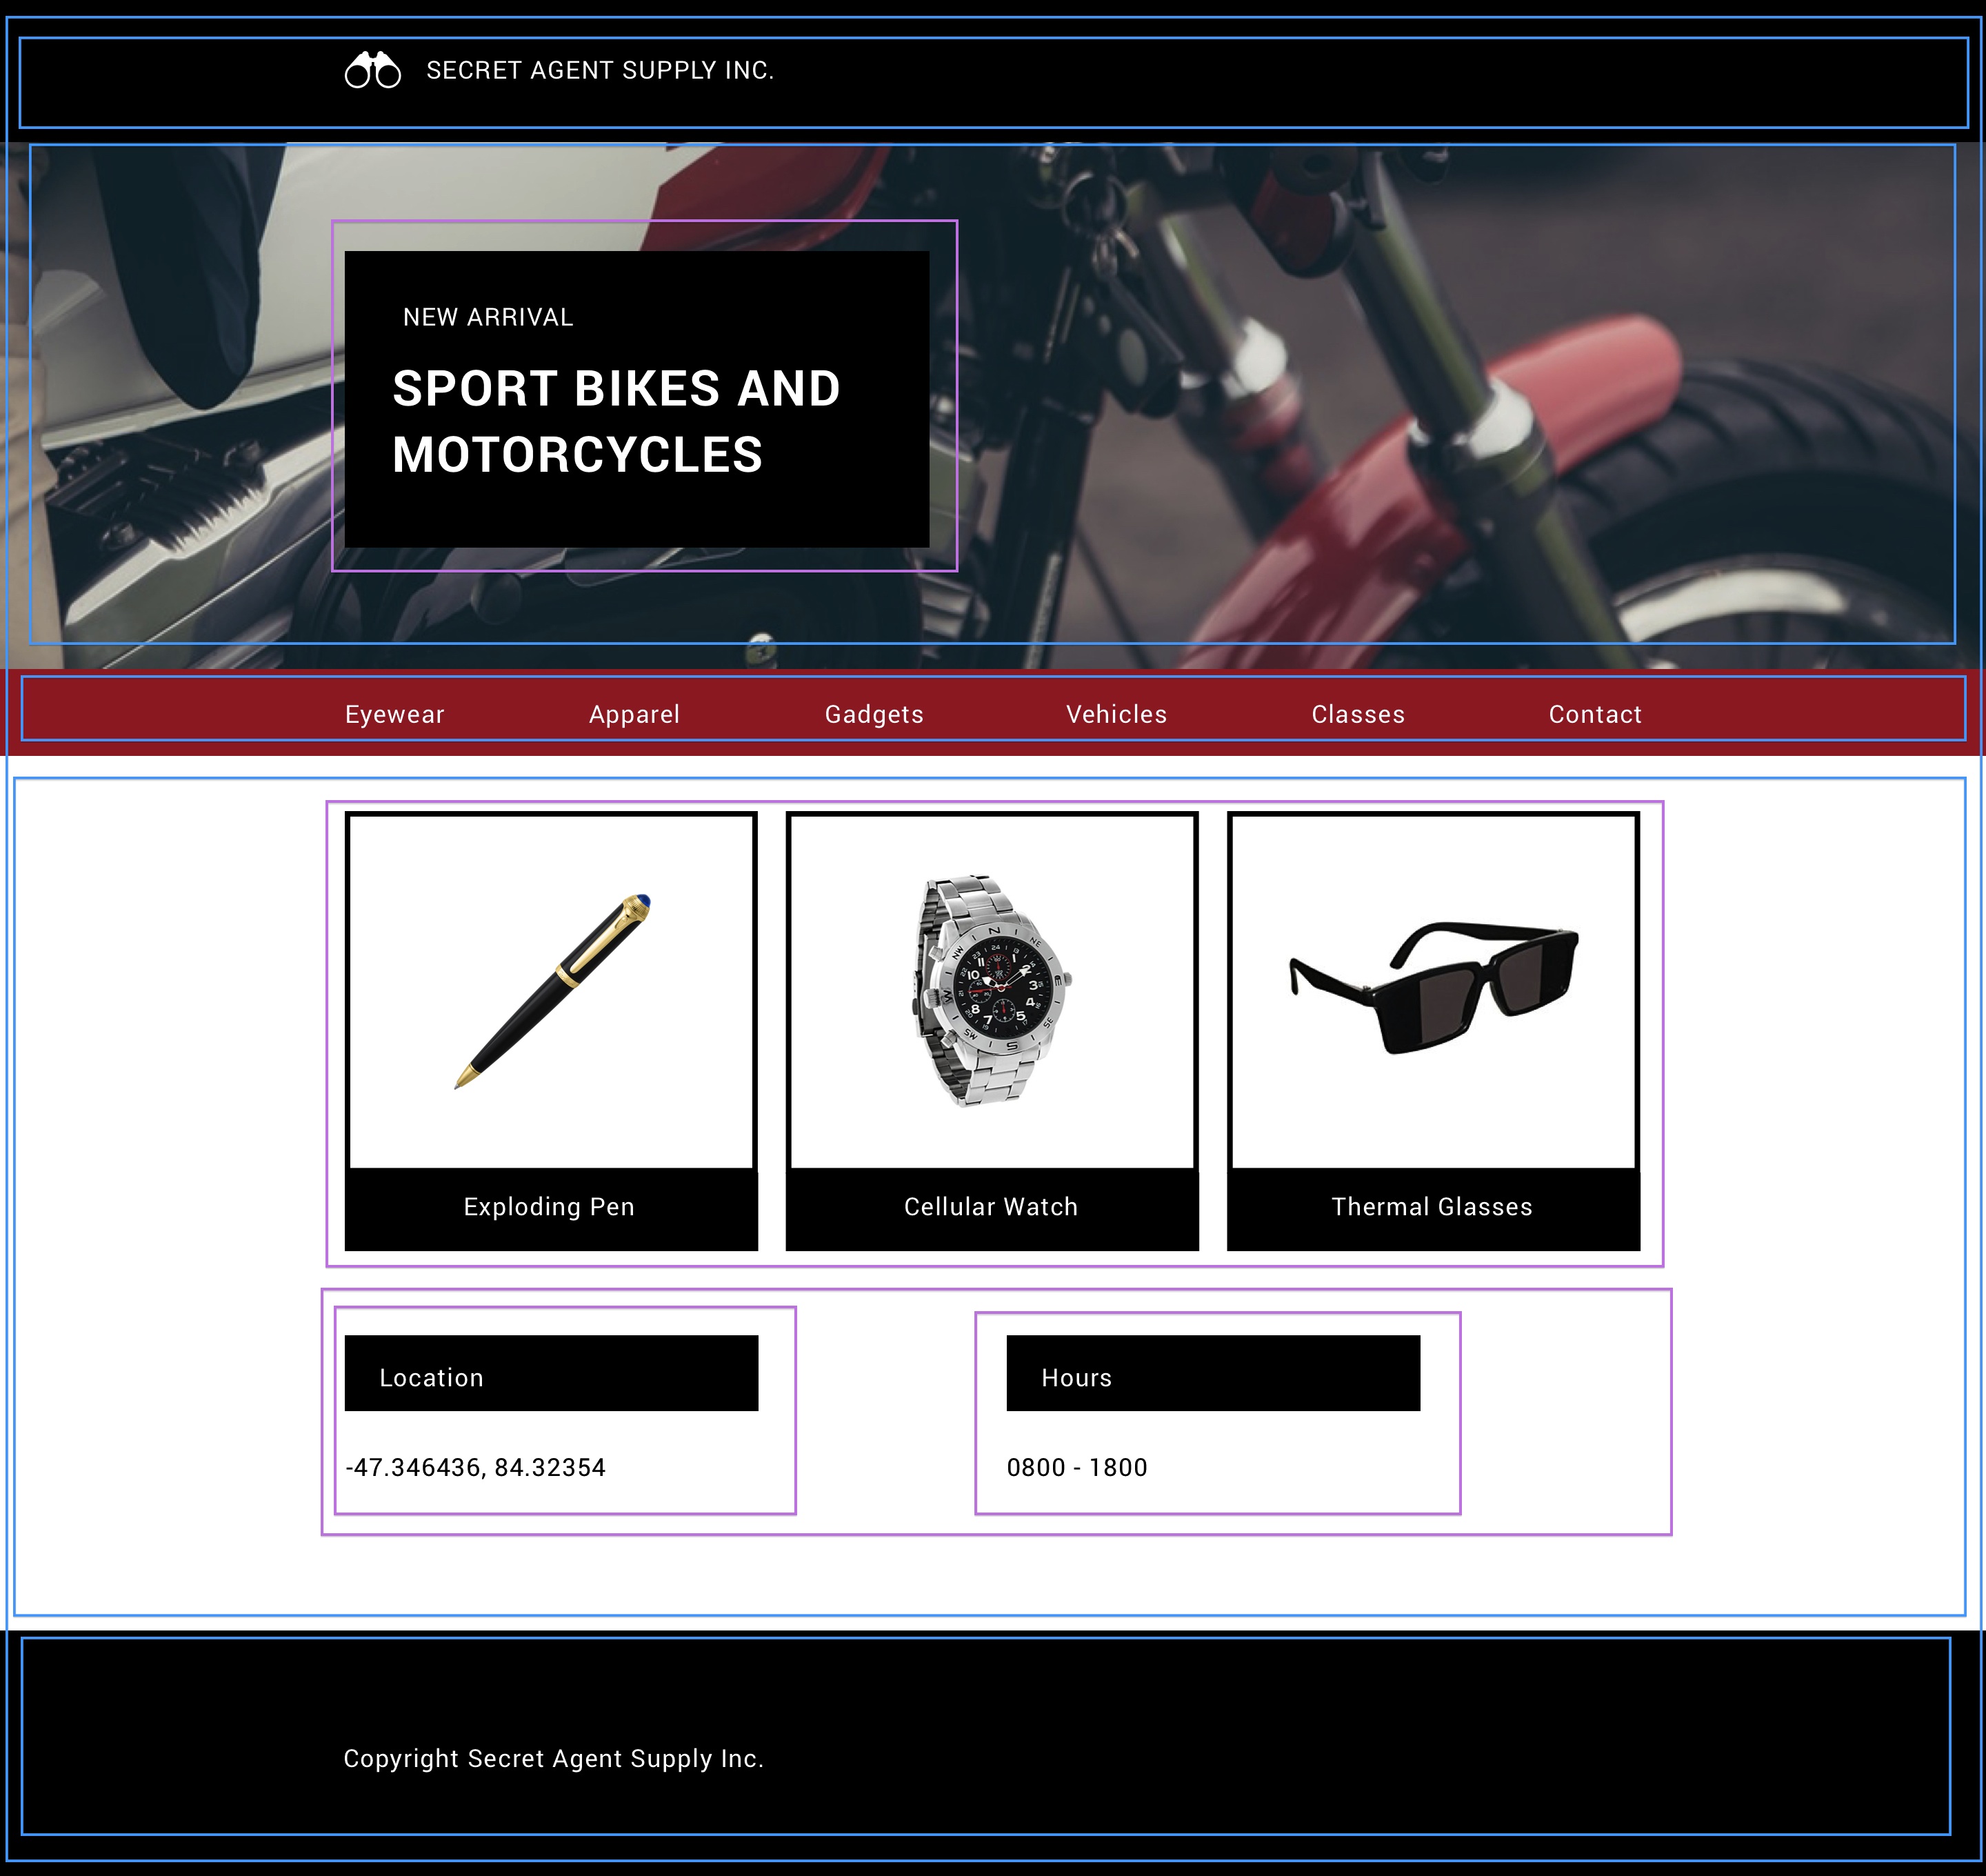 SECRET AGENT SUPPLY INC.
NEW ARRIVAL
SPORT BIKES AND
MOTORCYCLES
Eyewear Apparel Gadgets Vehicles Classes Contact
Exploding Pen Cellular Watch Thermal Glasses
Location Hours
-47.346436, 84.32354 0800 - 1800
Copyright Secret Agent Supply Inc.